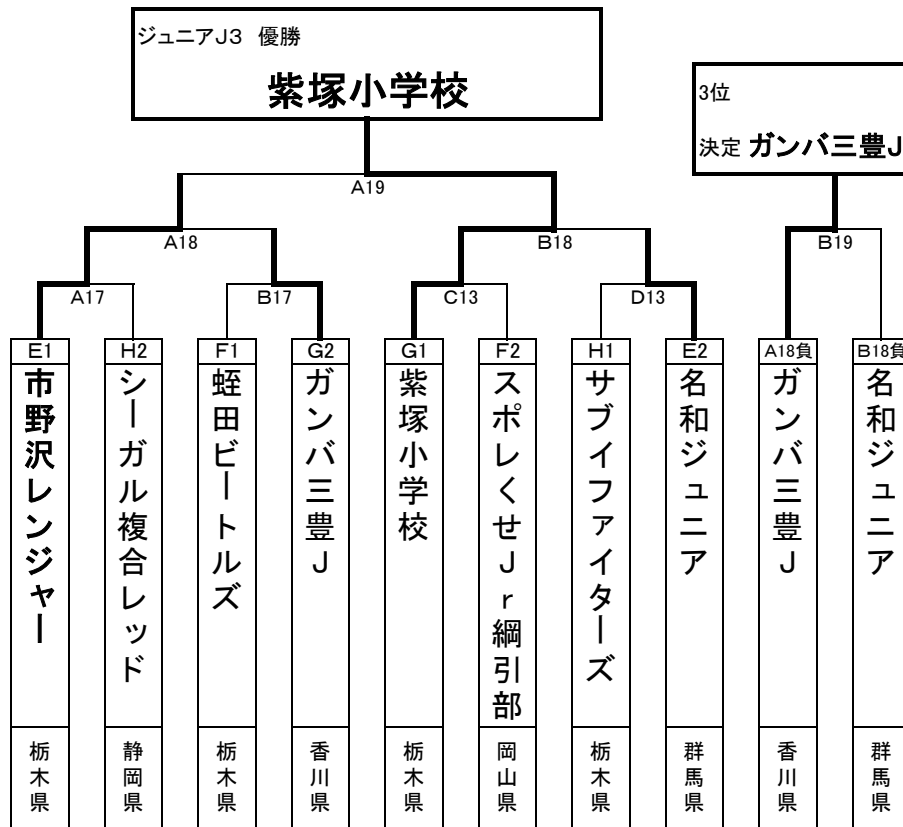 ジュニアJ3 優勝
紫塚小学校
3位
決定 ガンバ三豊J
A19
A18
B18
B19
A17
B17
C13
D13
E1
H2
F1
G2
G1
F2
H1
E2
A18負
B18負
市野沢レンジャー
シーガル複合レッド
蛭田ビートルズ
ガンバ三豊J
紫塚小学校
スポレくせJr綱引部
サブイファイターズ
名和ジュニア
ガンバ三豊J
名和ジュニア
栃木県
静岡県
栃木県
香川県
栃木県
岡山県
栃木県
群馬県
香川県
群馬県